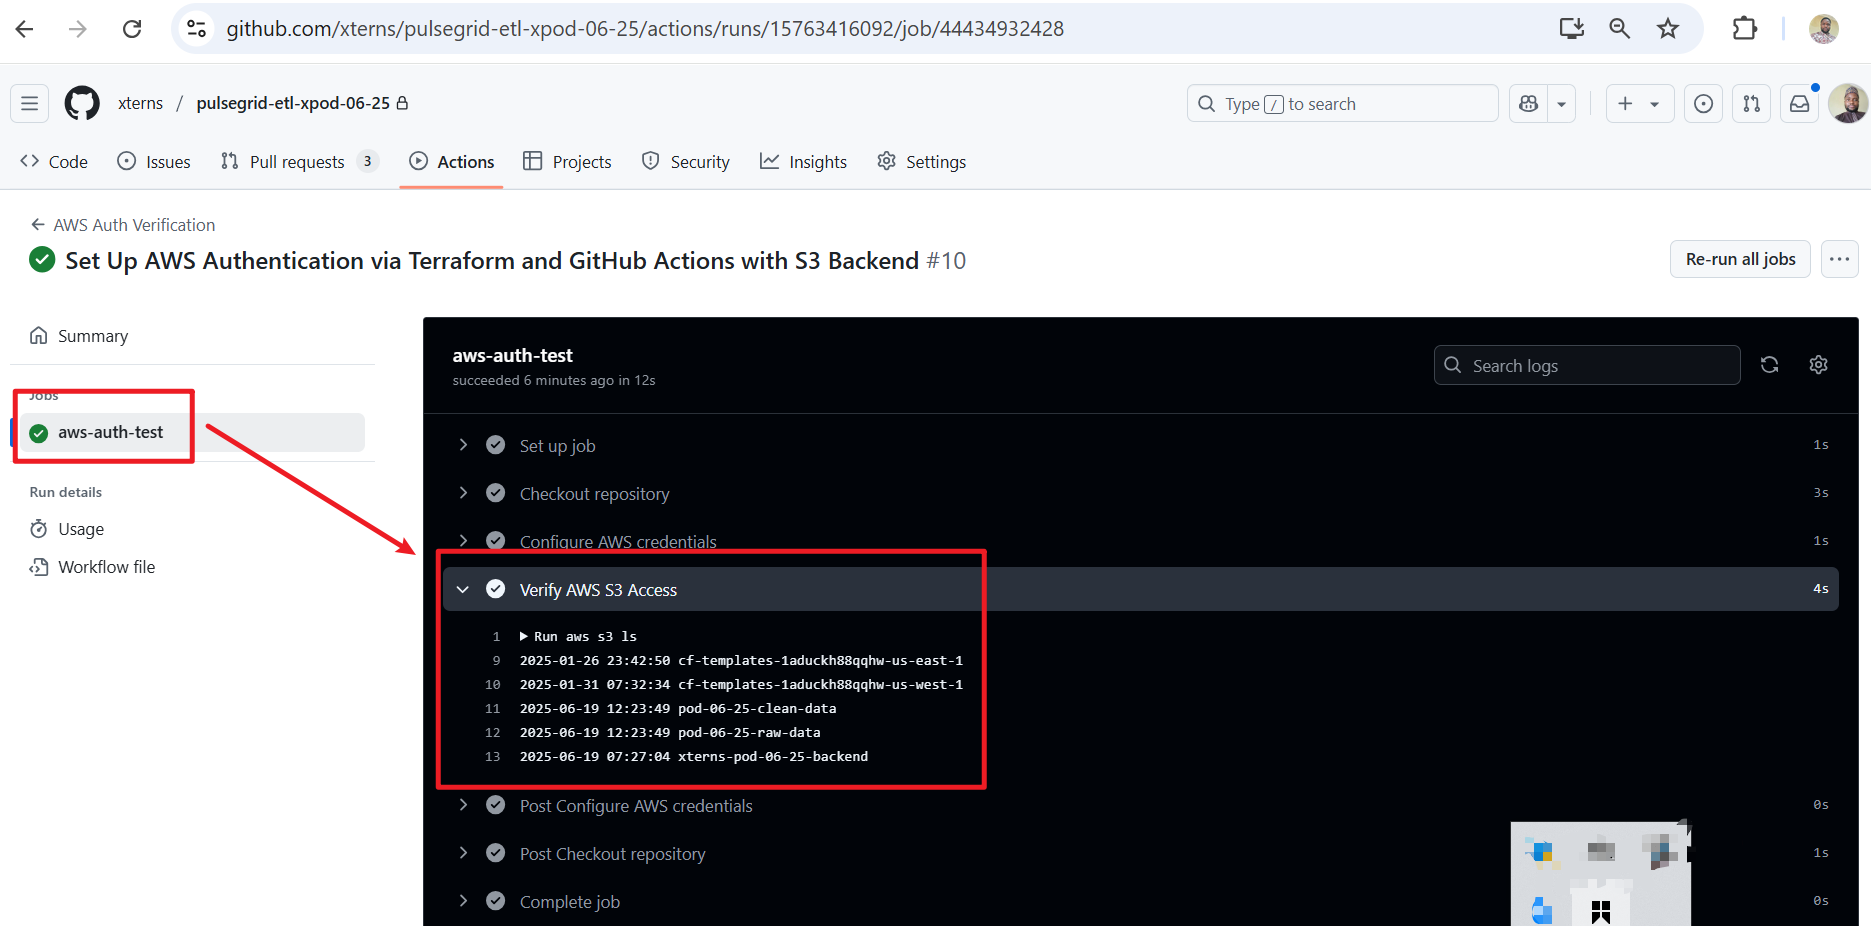 github.com/xterns/pulsegrid-etl-xpod-06-25/actions/runs/15763416092/job/44434932428
xterns / pulsegrid-etl-xpod-06-25
Type / to search
Code
Issues
Pull requests 3
Actions
Projects
Security
Insights
Settings
AWS Auth Verification
Set Up AWS Authentication via Terraform and GitHub Actions with S3 Backend #10
Re-run all jobs
Summary
Jobs
aws-auth-test
Run details
Usage
Workflow file
aws-auth-test
succeeded 6 minutes ago in 12s
Search logs
Set up job 1s
Checkout repository 3s
Configure AWS credentials 1s
Verify AWS S3 Access 4s
1 Run aws s3 ls
9 2025-01-26 23:42:50 cf-templates-1aduckh88qqhw-us-east-1
10 2025-01-31 07:32:34 cf-templates-1aduckh88qqhw-us-west-1
11 2025-06-19 12:23:49 pod-06-25-clean-data
12 2025-06-19 12:23:49 pod-06-25-raw-data
13 2025-06-19 07:27:04 xterns-pod-06-25-backend
Post Configure AWS credentials 0s
Post Checkout repository 1s
Complete job 0s